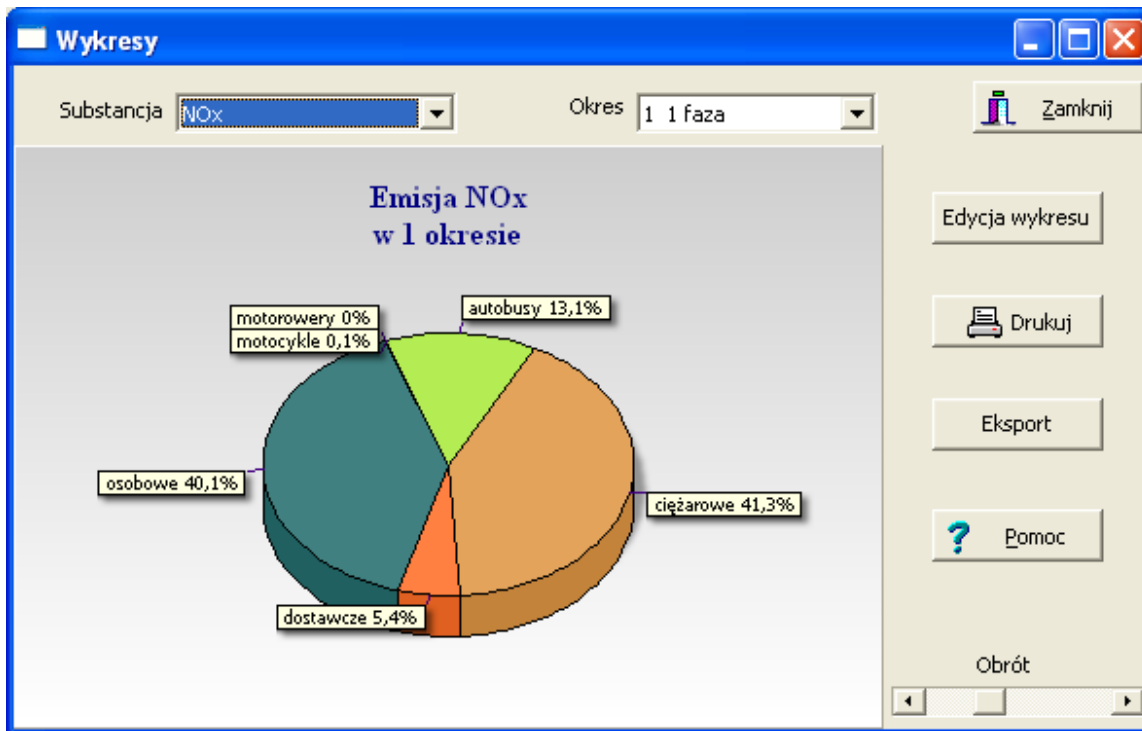 Wykresy
Substancja NOx Okres 1 1 faza Zamknij
Emisja NOx
w 1 okresie
Edycja wykresu
autobusy 13,1%
motorowery 0%
motocykle 0,1%
Drukuj
Eksport
osobowe 40,1%
ciężarowe 41,3%
? Pomoc
dostawcze 5,4%
Obrót